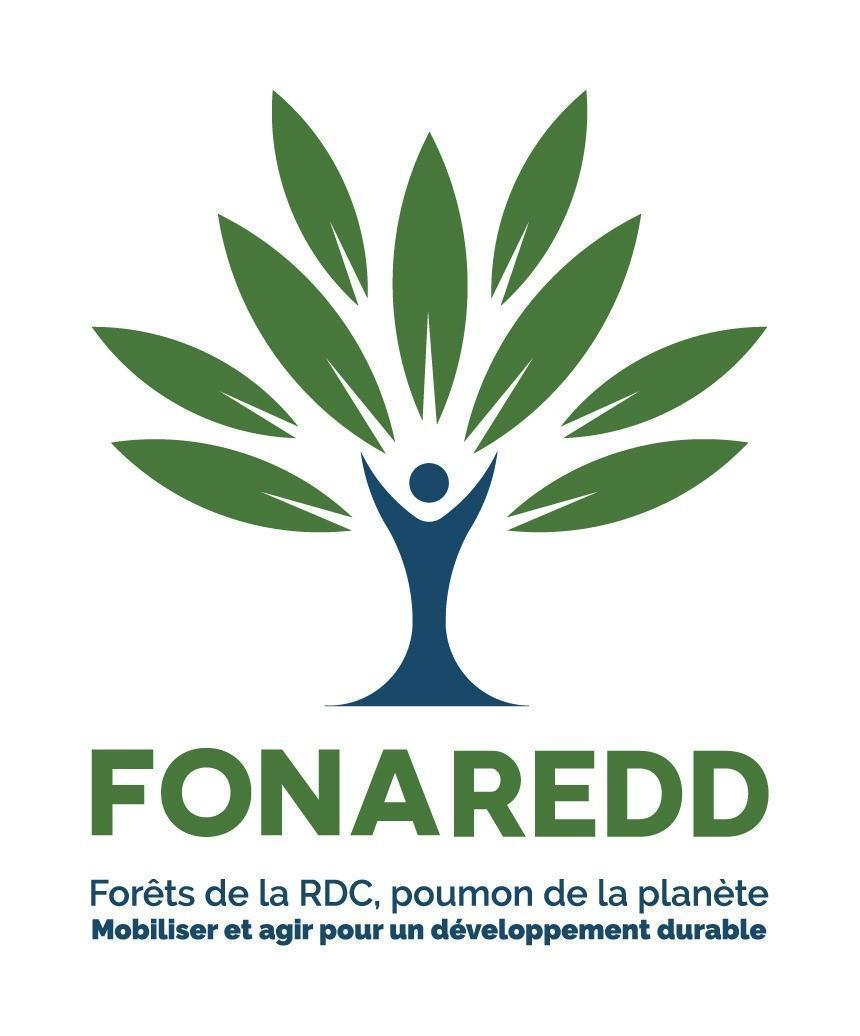 FONAREDD
Forêts de la RDC, poumon de la planète
Mobiliser et agir pour un développement durable